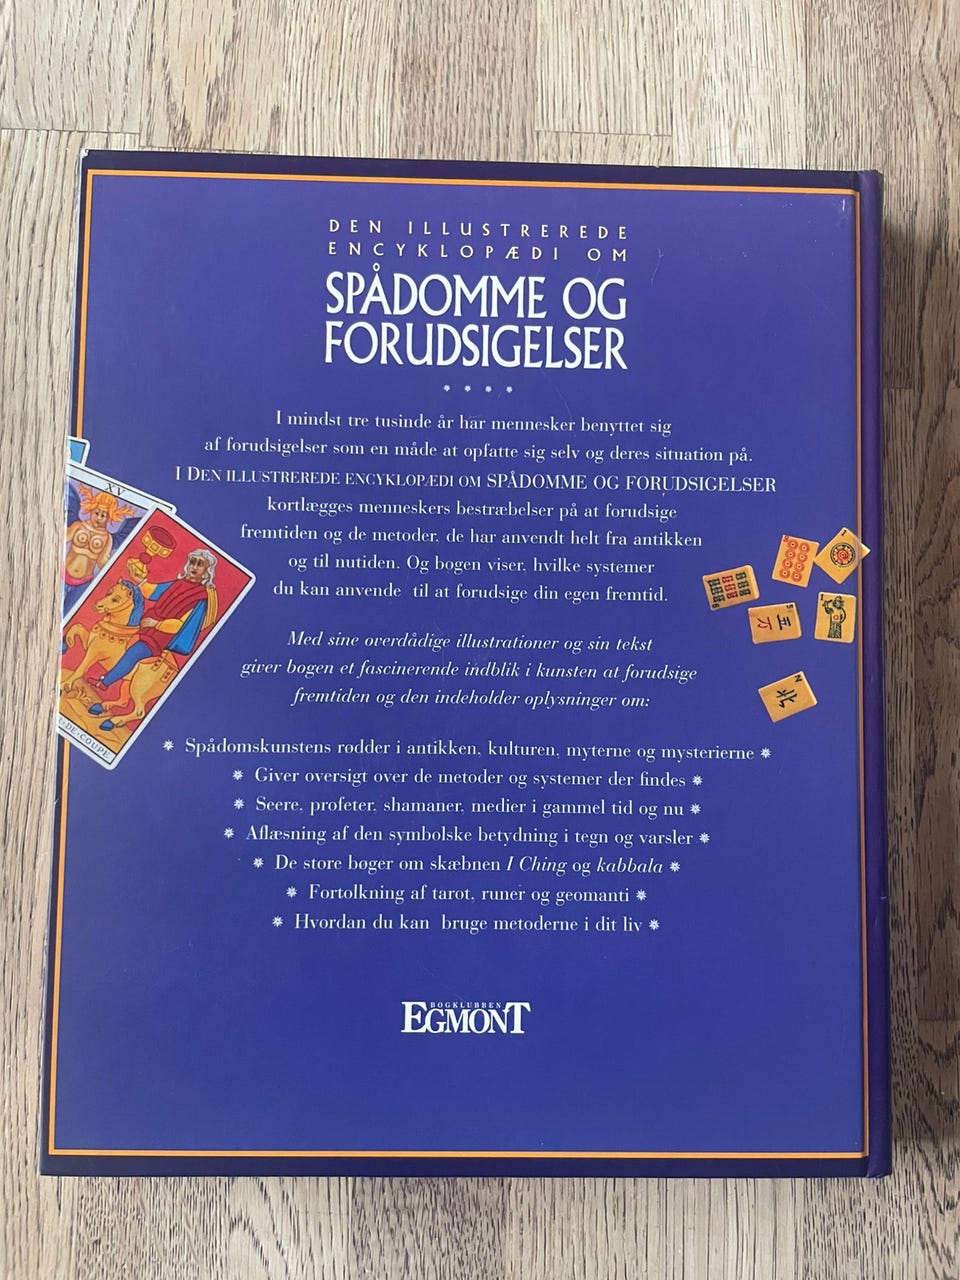 DEN ILLUSTREREDE
ENCYKLOPÆDI OM
SPÅDOMME OG
FORUDSIGELSER
I mindst tre tusinde år har mennesker benyttet sig
af forudsigelser som en måde at opfatte sig selv og deres situation på.
I DEN ILLUSTREREDE ENCYKLOPÆDI OM SPÅDOMME OG FORUDSIGELSER
kortlægges menneskers bestræbelser på at forudsige
fremtiden og de metoder, de har anvendt helt fra antikken
og til nutiden. Og bogen viser, hvilke systemer
du kan anvende til at forudsige din egen fremtid.
Med sine overdådige illustrationer og sin tekst
giver bogen et fascinerende indblik i kunsten at forudsige
fremtiden og den indeholder oplysninger om:
Spådomskunstens rødder i antikken, kulturen, myterne og mysterierne
Giver oversigt over de metoder og systemer der findes
Seere, profeter, shamaner, medier i gammel tid og nu
Aflæsning af den symbolske betydning i tegn og varsler
De store bøger om skæbnen I Ching og kabbala
Fortolkning af tarot, runer og geomanti
Hvordan du kan bruge metoderne i dit liv
BOGKLUBBEN
EGMONT
XV
DE·COUPE
5 五
N 北